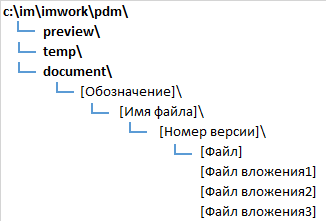 c:\im\imwork\pdm\
preview\
temp\
document\
[Обозначение]\
[Имя файла]\
[Номер версии]\
[Файл]
[Файл вложения1]
[Файл вложения2]
[Файл вложения3]